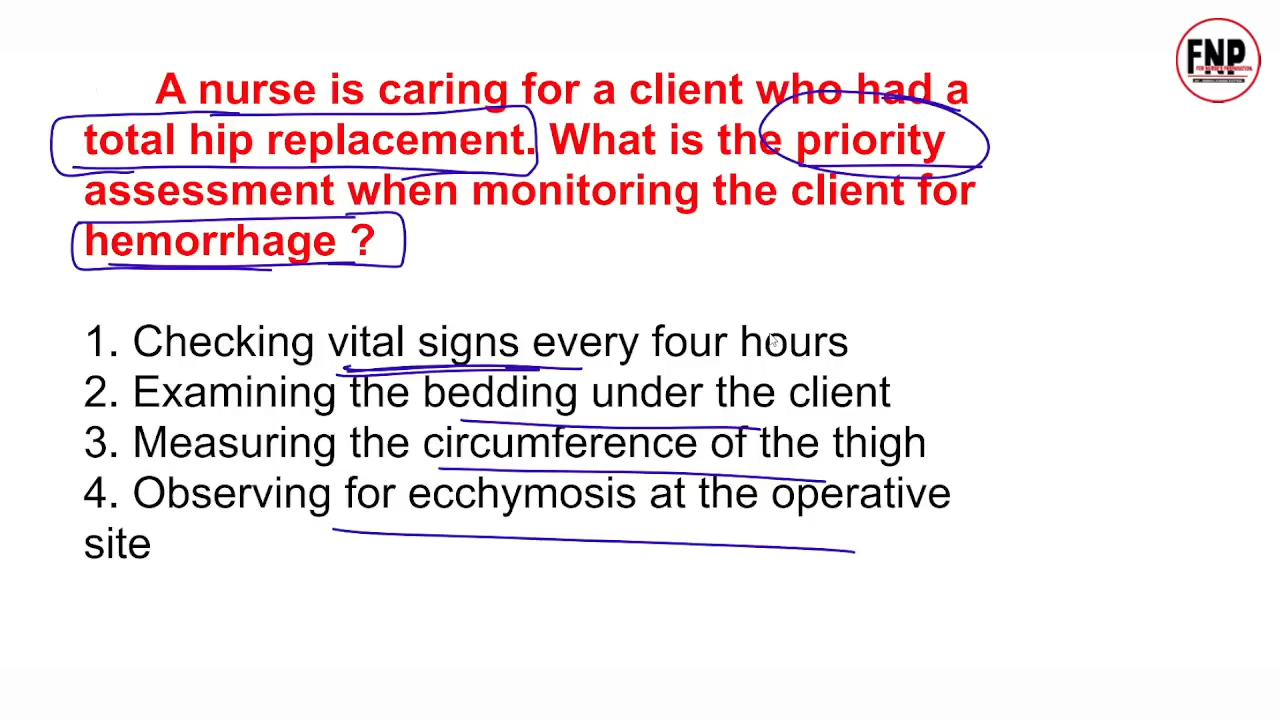 FNP
A nurse is caring for a client who had a
total hip replacement. What is the priority
assessment when monitoring the client for
hemorrhage ?
1. Checking vital signs every four hours
2. Examining the bedding under the client
3. Measuring the circumference of the thigh
4. Observing for ecchymosis at the operative
site